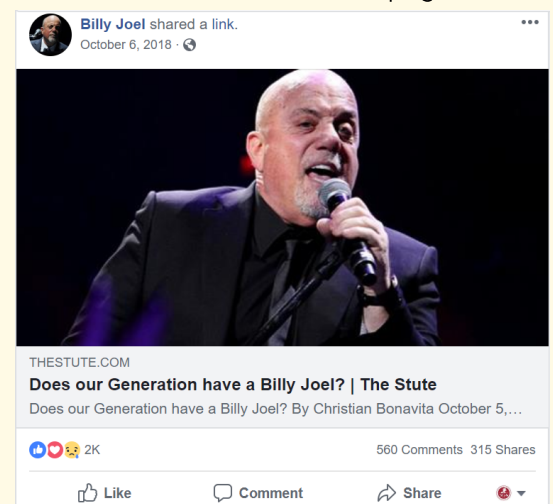 Billy Joel shared a link.
October 6, 2018 ·
THESTUTE.COM
Does our Generation have a Billy Joel? | The Stute
Does our Generation have a Billy Joel? By Christian Bonavita October 5,...
2K
560 Comments 315 Shares
Like Comment Share